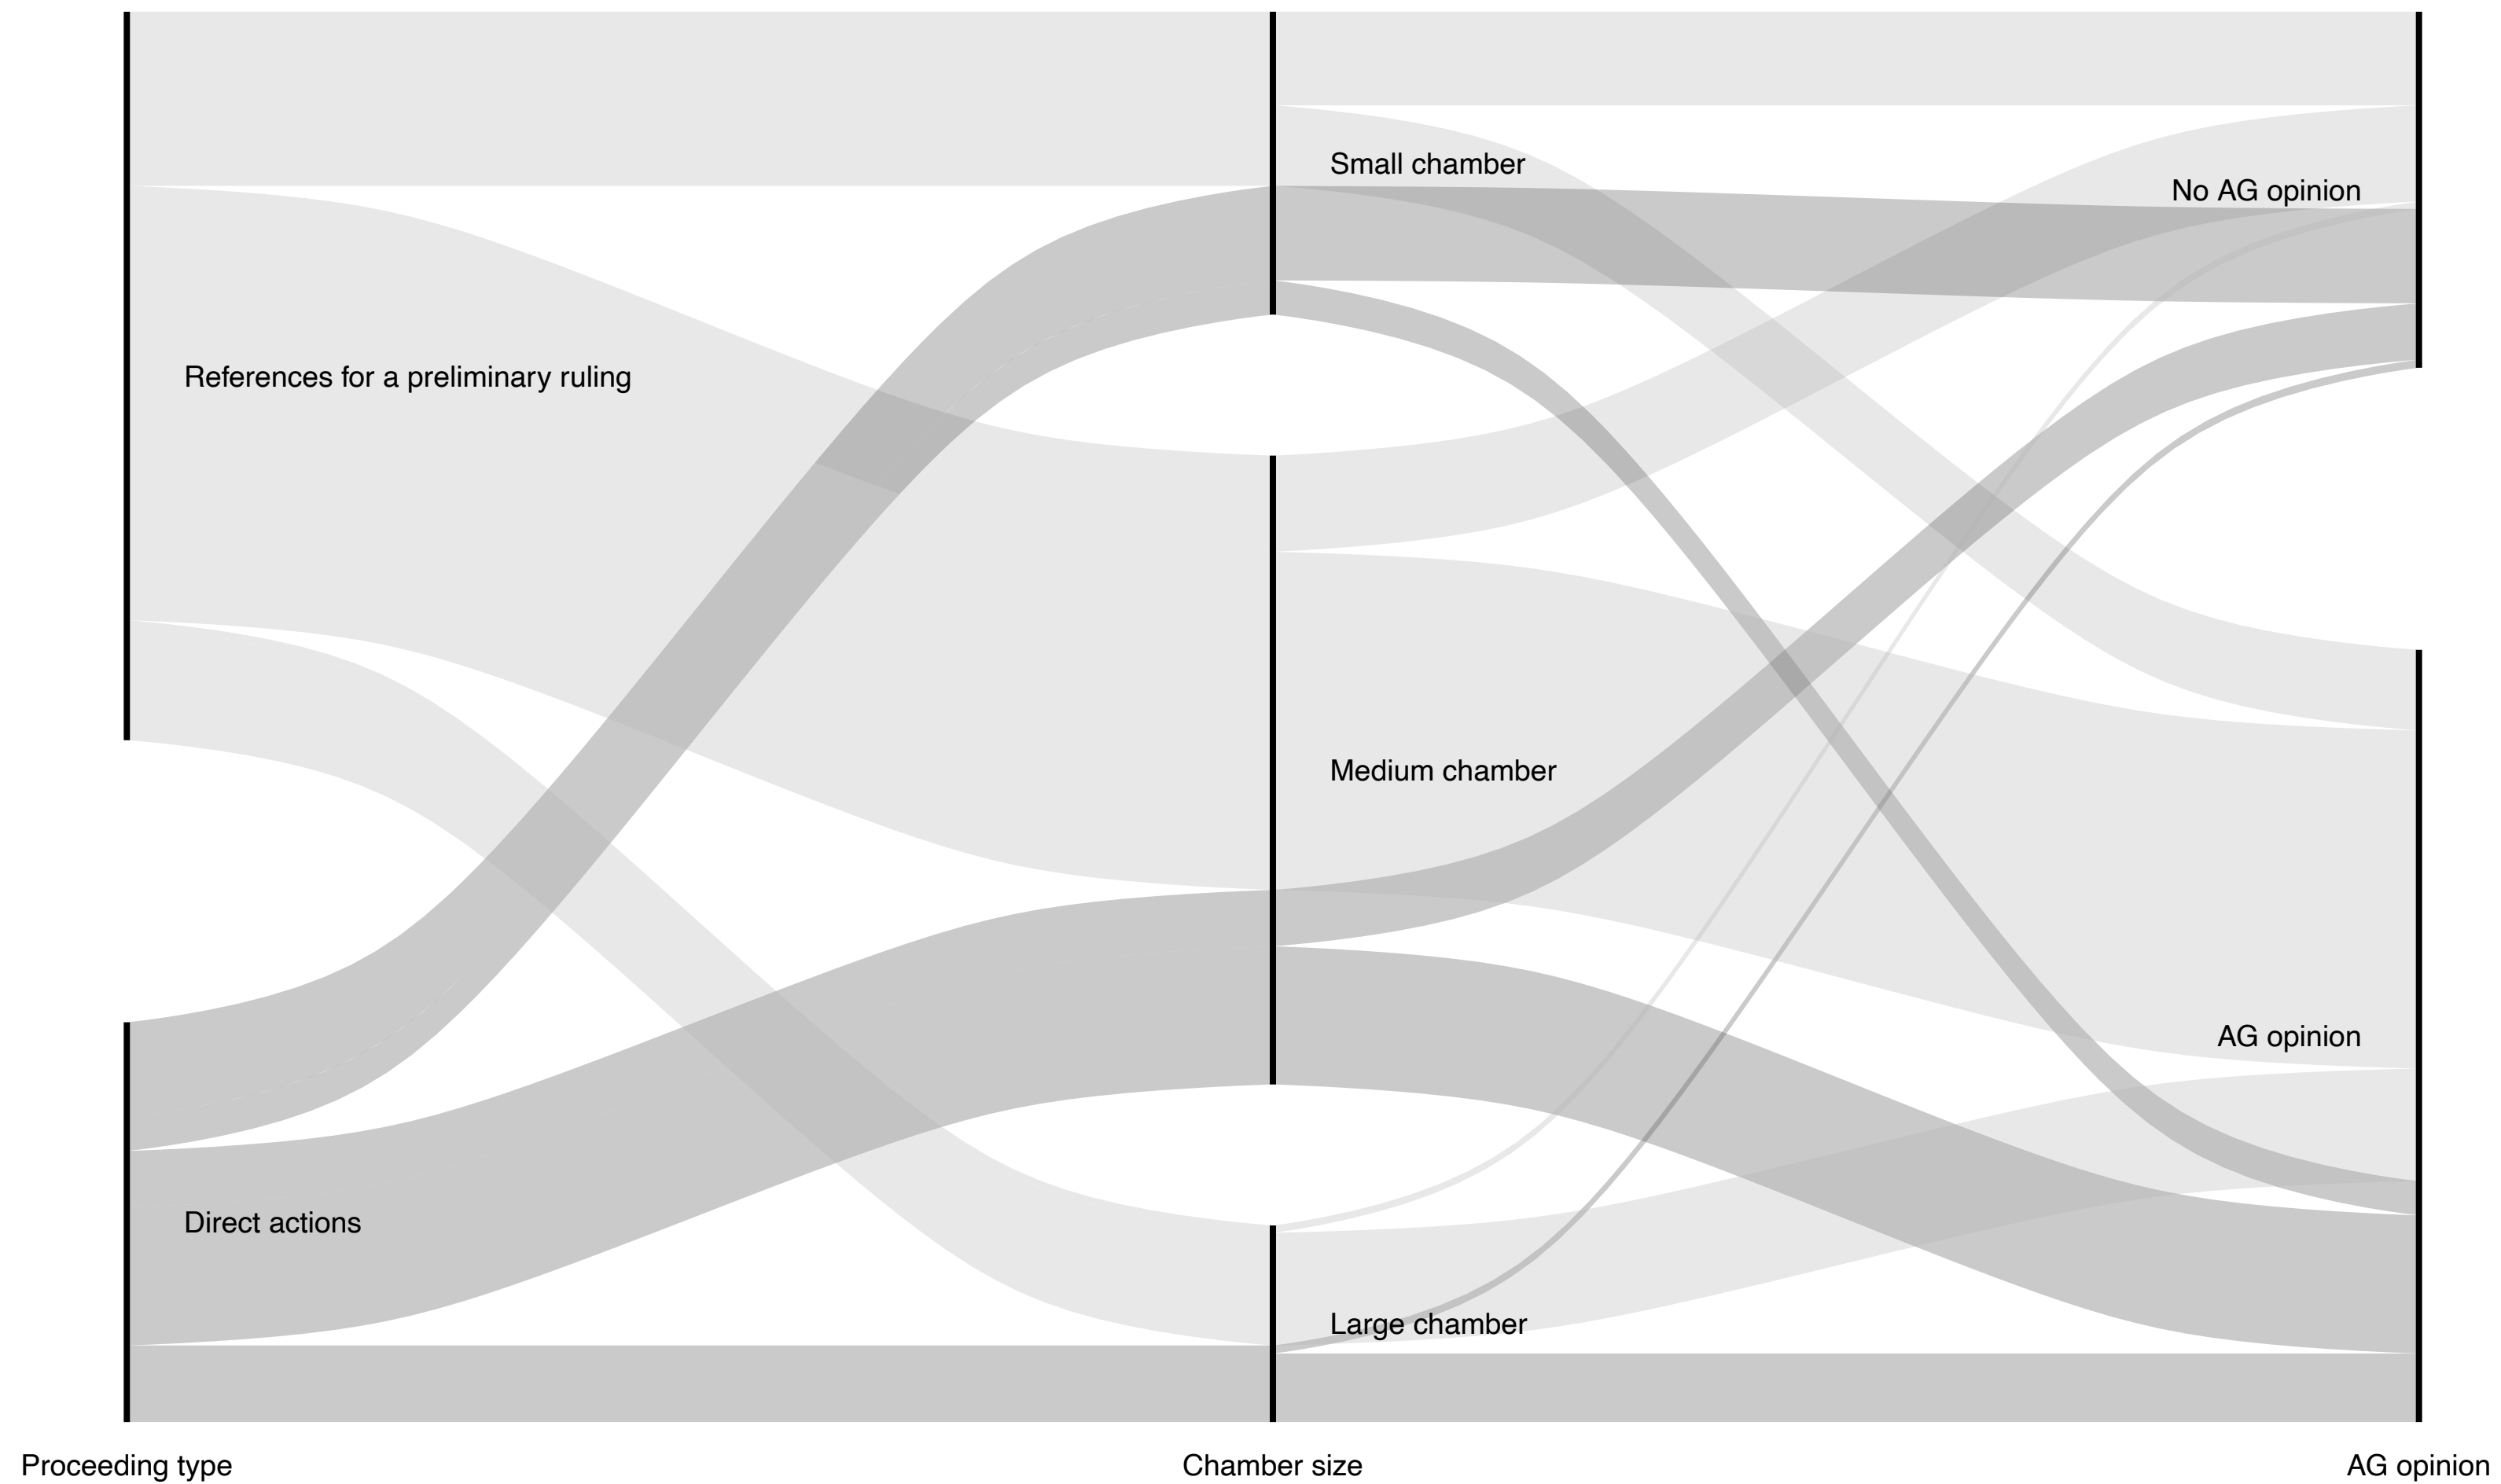 Small chamber
No AG opinion
References for a preliminary ruling
Medium chamber
AG opinion
Direct actions
Large chamber
Proceeding type
Chamber size
AG opinion